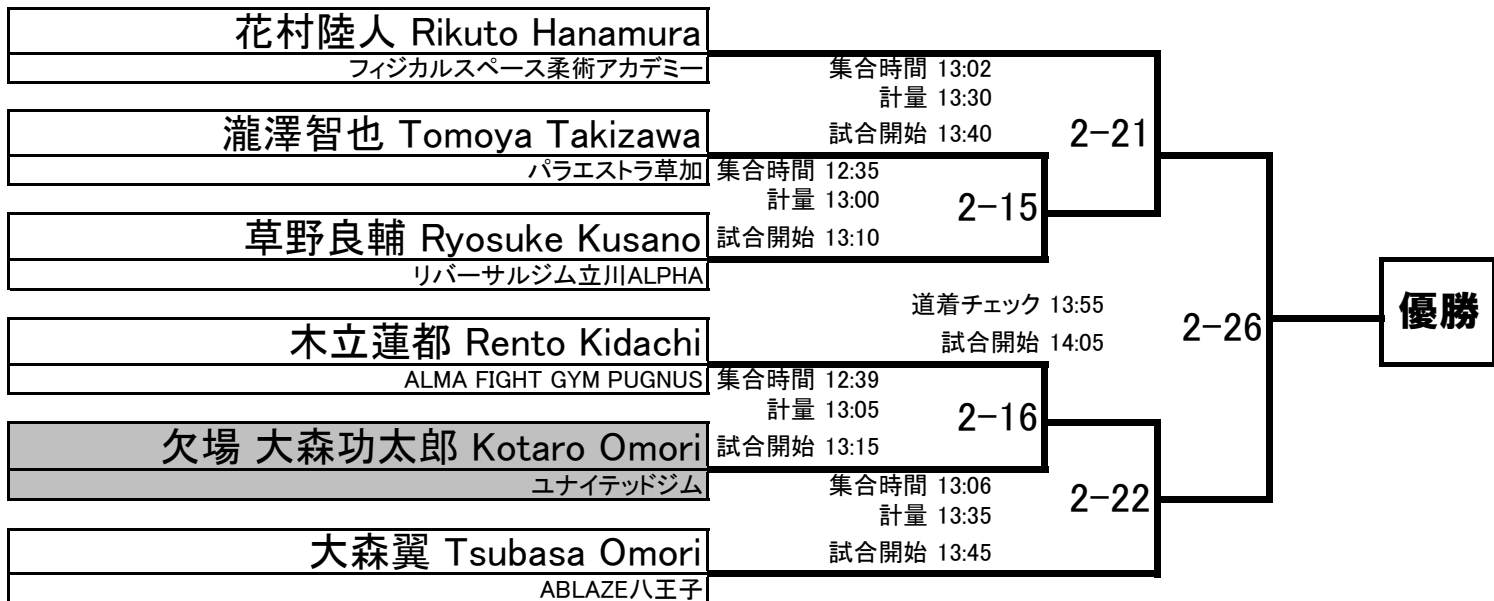 花村陸人 Rikuto Hanamura
フィジカルスペース柔術アカデミー
集合時間 13:02
計量 13:30
試合開始 13:40
2-21
瀧澤智也 Tomoya Takizawa
パラエストラ草加
集合時間 12:35
計量 13:00
試合開始 13:10
2-15
草野良輔 Ryosuke Kusano
リバーサルジム立川ALPHA
道着チェック 13:55
試合開始 14:05
2-26
優勝
木立蓮都 Rento Kidachi
ALMA FIGHT GYM PUGNUS
集合時間 12:39
計量 13:05
試合開始 13:15
2-16
欠場 大森功太郎 Kotaro Omori
ユナイテッドジム
集合時間 13:06
計量 13:35
試合開始 13:45
2-22
大森翼 Tsubasa Omori
ABLAZE八王子